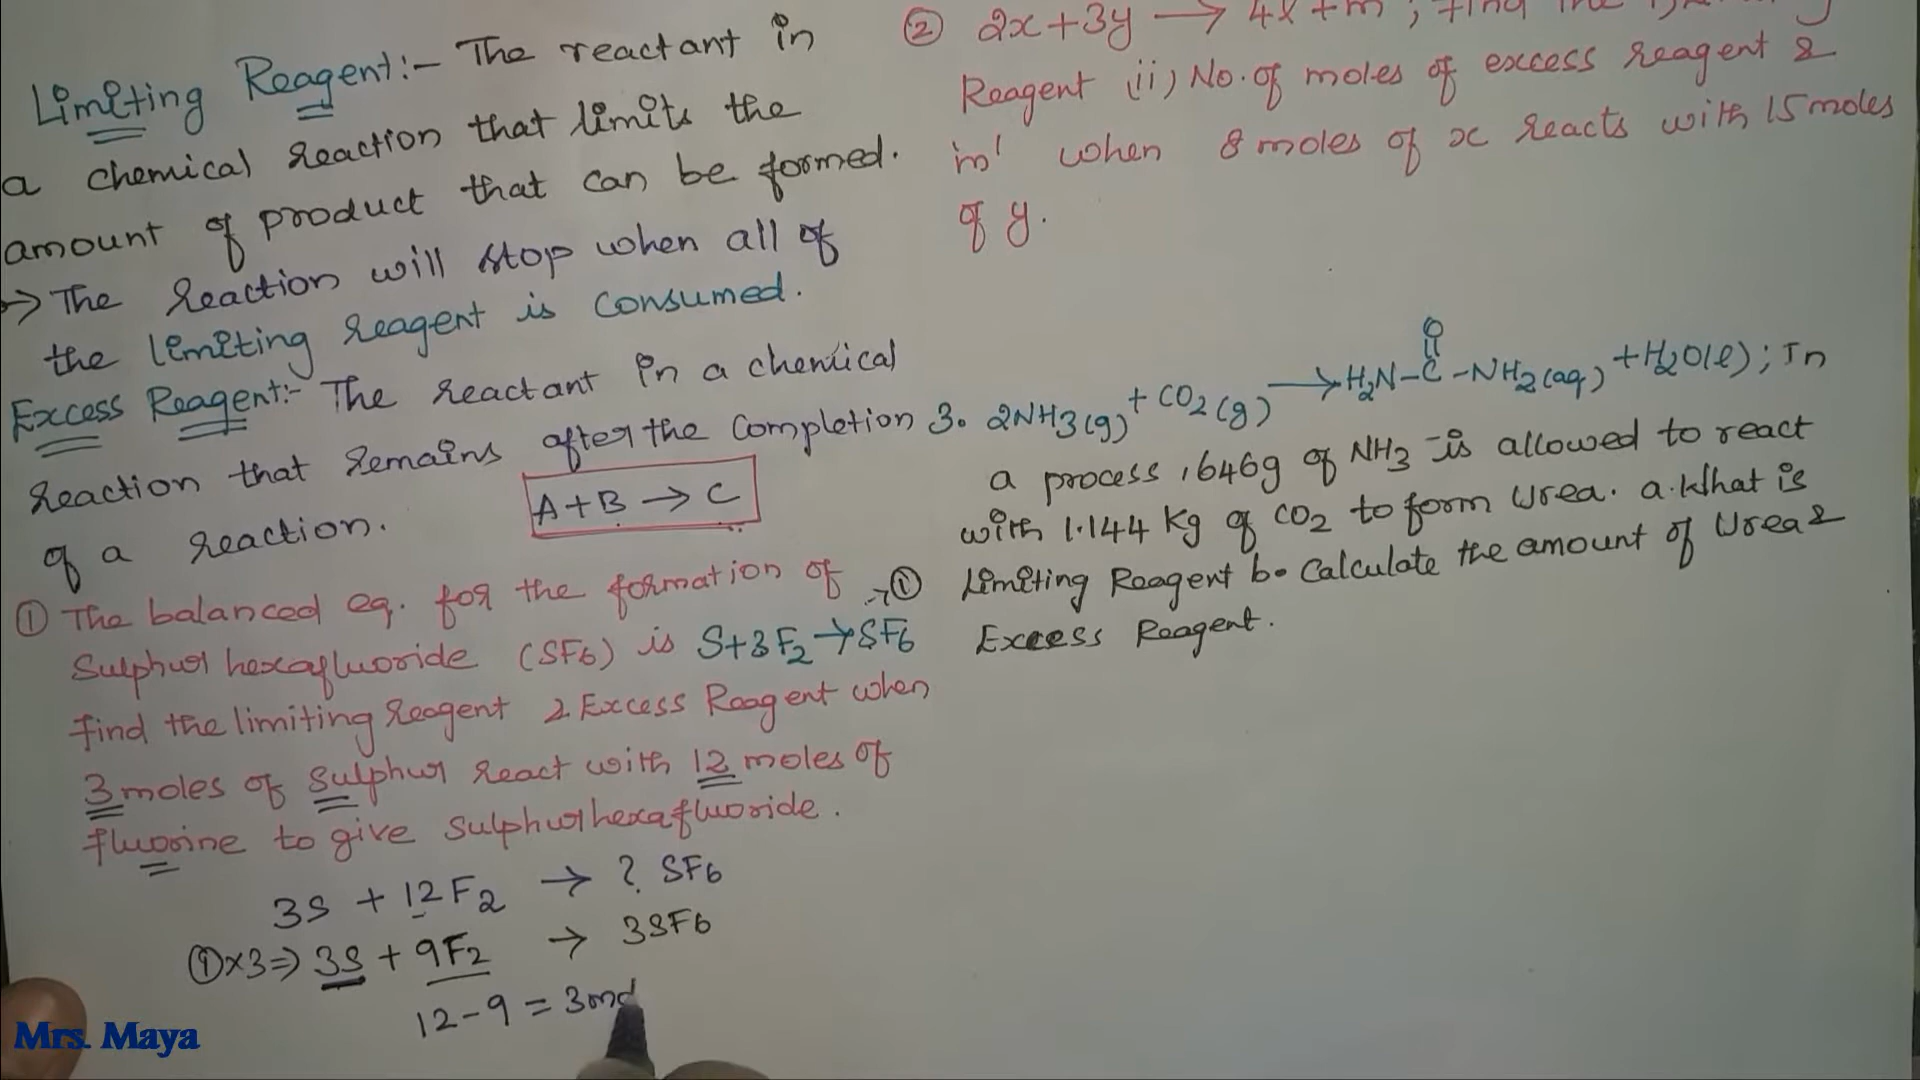 Limiting Reagent:- The reactant in
a chemical reaction that limits the
amount of product that can be formed.
→ The reaction will stop when all of
the limiting reagent is consumed.
Excess Reagent:- The reactant in a chemical
reaction that remains after the completion
of a reaction.
A + B → C
① The balanced eq. for the formation of
Sulphur hexafluoride (SF6) is S+3F2→SF6 →①
find the limiting reagent & Excess Reagent when
3 moles of sulphur react with 12 moles of
fluorine to give sulphurhexafluoride.
3S + 12F2 → ? SF6
①×3⇒ 3S + 9F2 → 3SF6
12-9 = 3mol
② 2x+3y → 4l+m ; find the
Reagent (ii) No. of moles of excess reagent &
'm' when 8 moles of x reacts with 15 moles
of y.
3. 2NH3(g) + CO2(g) → H2N-C-NH2(aq) + H2O(l); In
O
a process, 646g of NH3 is allowed to react
with 1.144 kg of CO2 to form Urea. a. What is
limiting Reagent b. Calculate the amount of Urea &
Excess Reagent.
Mrs. Maya